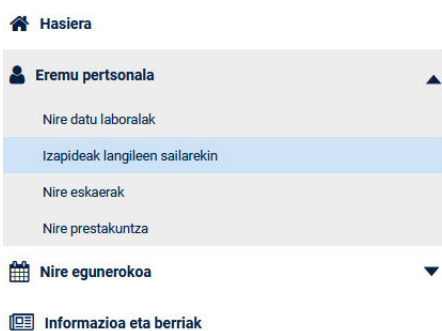 Hasiera
Eremu pertsonala
Nire datu laboralak
Izapideak langileen sailarekin
Nire eskaerak
Nire prestakuntza
Nire egunerokoa
Informazioa eta berriak